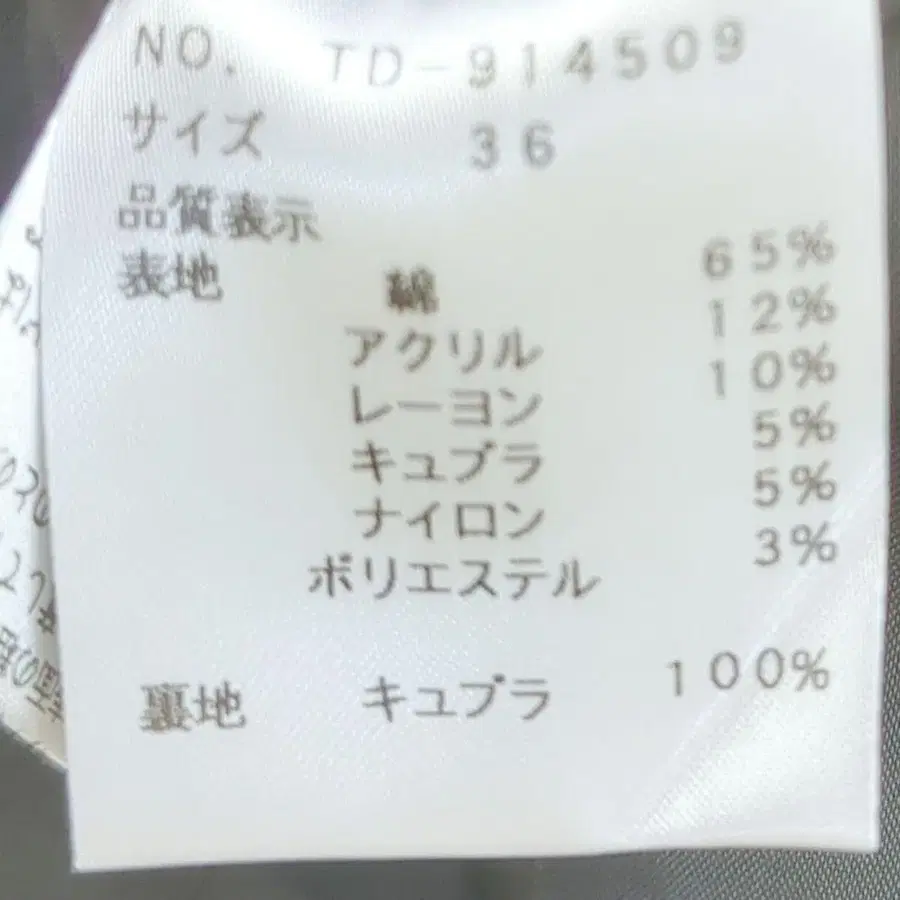 NO. TD-914509
サイズ 36
品質表示
表地 綿 65%
アクリル 12%
レーヨン 10%
キュプラ 5%
ナイロン 5%
ポリエステル 3%
裏地 キュプラ 100%